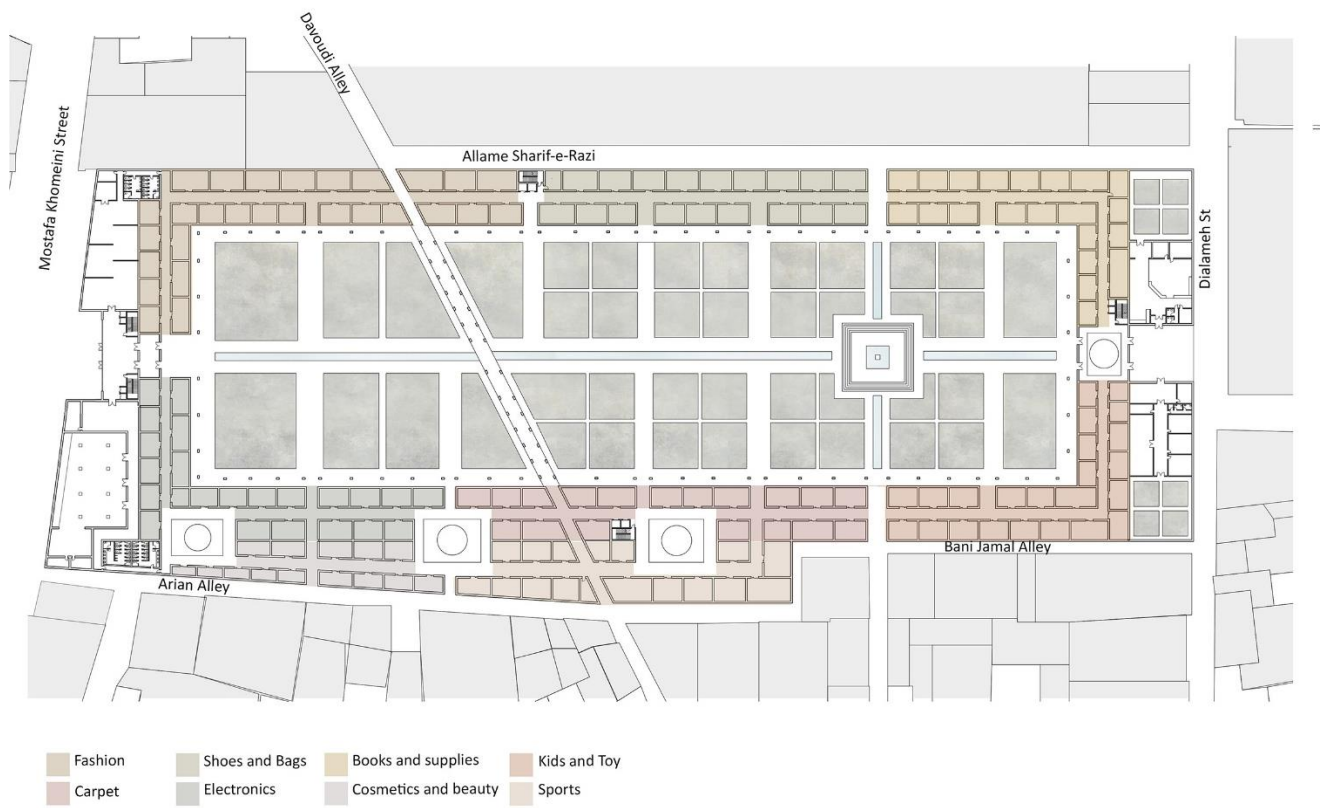 Davoudi Alley
Mostafa Khomeini Street
Allame Sharif-e-Razi
Dialameh St
Bani Jamal Alley
Arian Alley
Fashion
Shoes and Bags
Books and supplies
Kids and Toy
Carpet
Electronics
Cosmetics and beauty
Sports